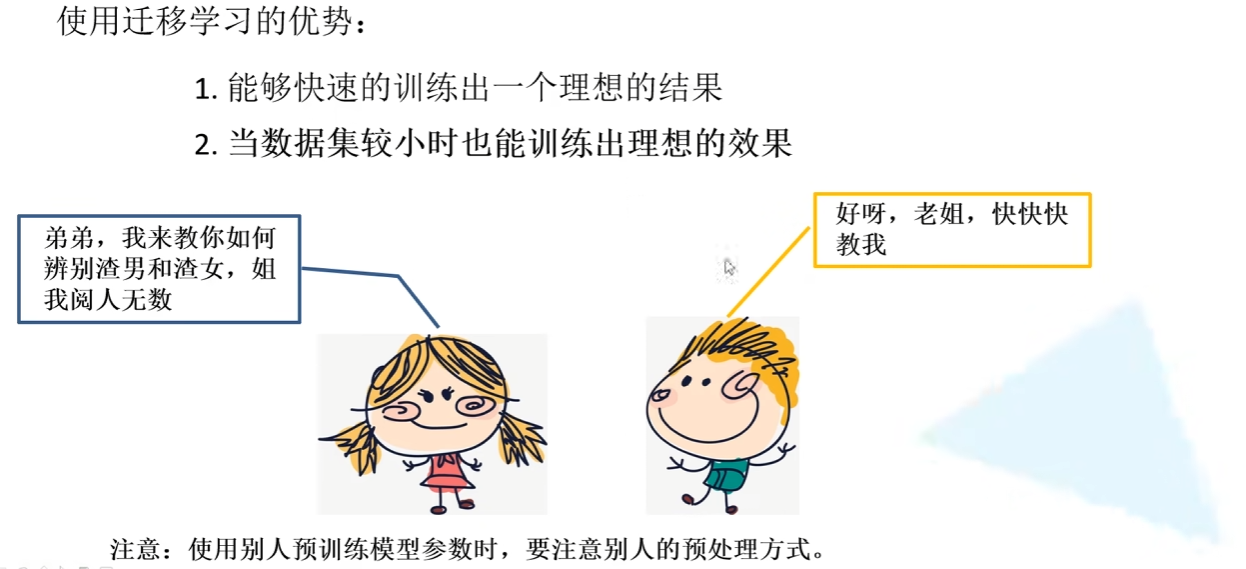 使用迁移学习的优势：
1. 能够快速的训练出一个理想的结果
2. 当数据集较小时也能训练出理想的效果
弟弟，我来教你如何
辨别渣男和渣女，姐
我阅人无数
好呀，老姐，快快快
教我
注意：使用别人预训练模型参数时，要注意别人的预处理方式。